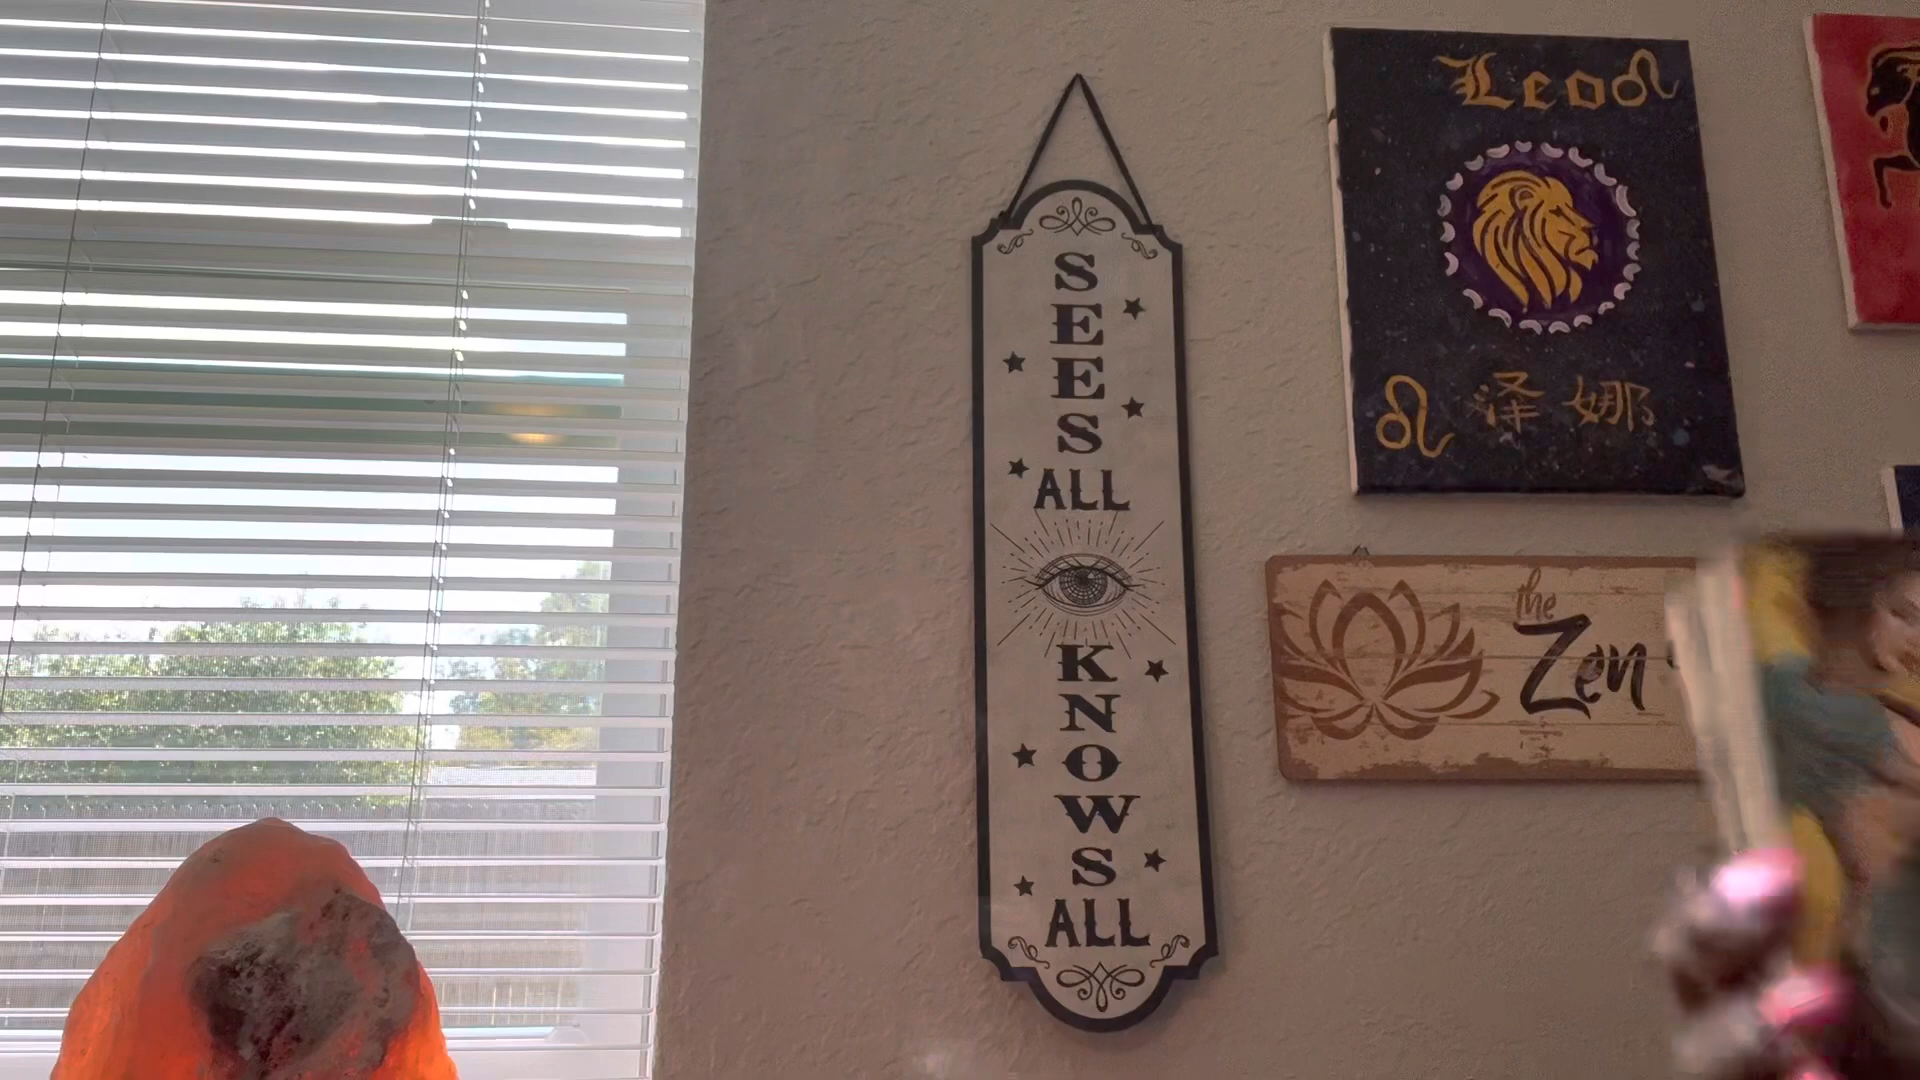 SEES
ALL
KNOWS
ALL
Leo
泽 娜
the
Zen